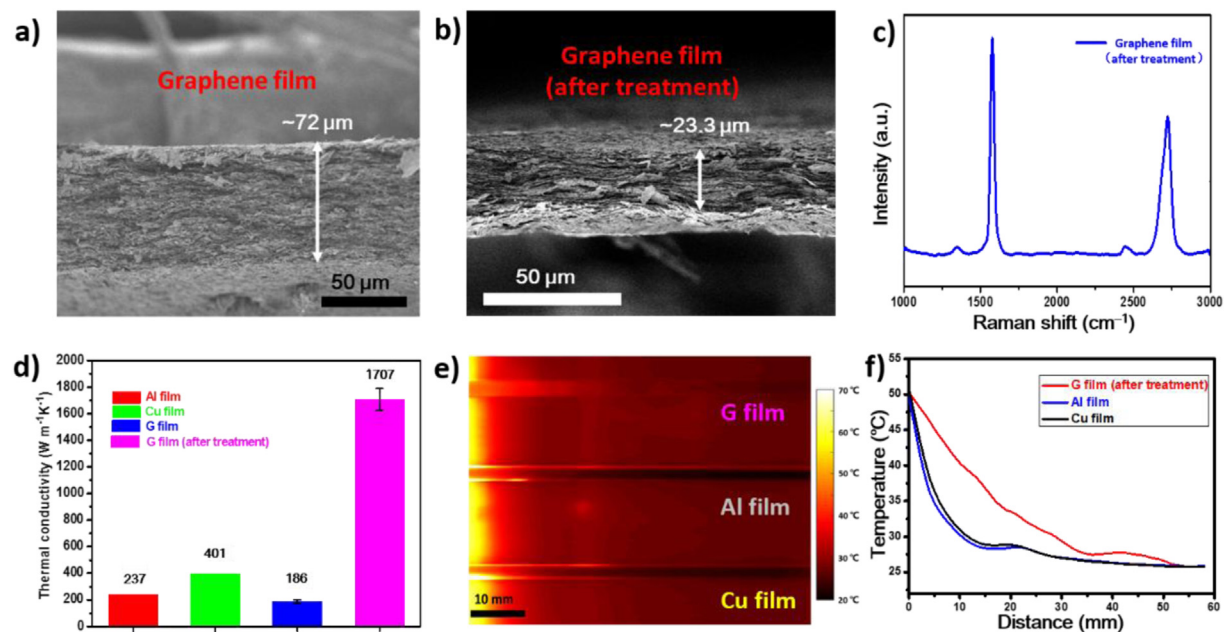 a)
Graphene film
~72 μm
50 μm
b)
Graphene film
(after treatment)
~23.3 μm
50 μm
c)
Graphene film
(after treatment)
Intensity (a.u.)
1000 1500 2000 2500 3000
Raman shift (cm⁻¹)
d)
Thermal conductivity (W m⁻¹K⁻¹)
2000
1800
1600
1400
1200
1000
800
600
400
200
0
Al film
Cu film
G film
G film (after treatment)
237
401
186
1707
e)
G film
Al film
Cu film
10 mm
70 ℃
60 ℃
50 ℃
40 ℃
30 ℃
20 ℃
f)
Temperature (℃)
55
50
45
40
35
30
25
20
G film (after treatment)
Al film
Cu film
0 10 20 30 40 50 60
Distance (mm)